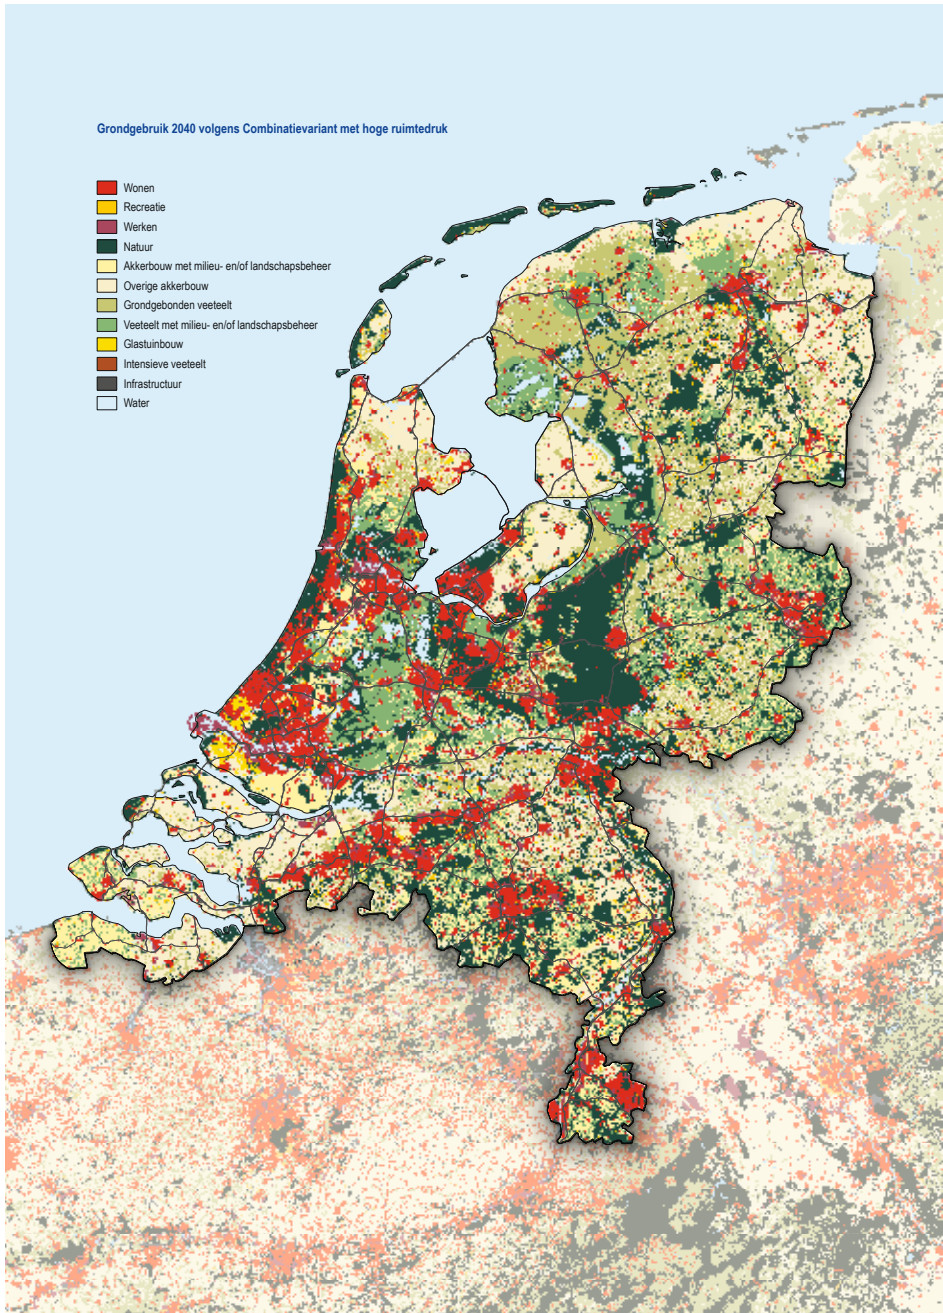 Grondgebruik 2040 volgens Combinatievariant met hoge ruimtedruk
Wonen
Recreatie
Werken
Natuur
Akkerbouw met milieu- en/of landschapsbeheer
Overige akkerbouw
Grondgebonden veeteelt
Veeteelt met milieu- en/of landschapsbeheer
Glastuinbouw
Intensieve veeteelt
Infrastructuur
Water